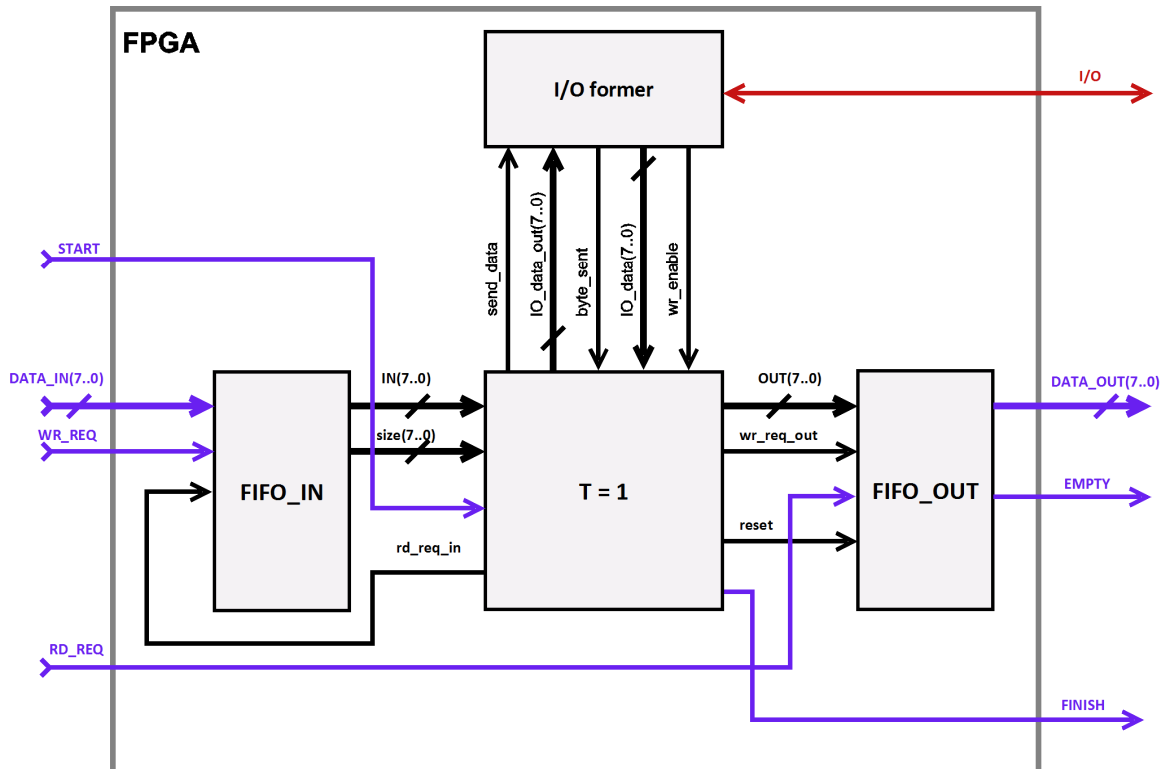 FPGA
I/O former
I/O
START
send_data
IO_data_out(7..0)
byte_sent
IO_data(7..0)
wr_enable
DATA_IN(7..0)
IN(7..0)
OUT(7..0)
DATA_OUT(7..0)
WR_REQ
size(7..0)
wr_req_out
FIFO_IN
T = 1
FIFO_OUT
EMPTY
reset
rd_req_in
RD_REQ
FINISH